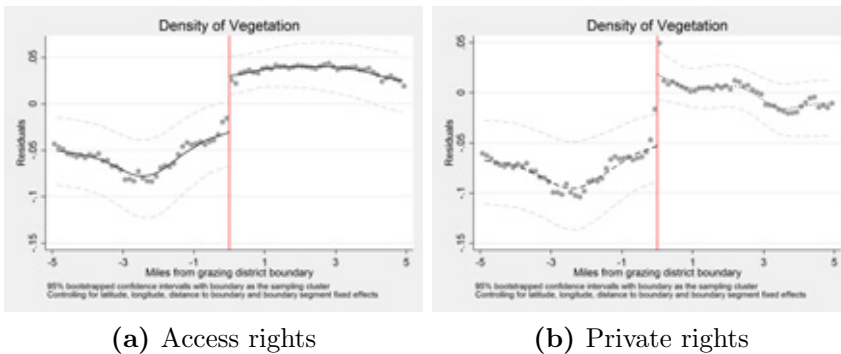 Density of Vegetation
Residuals
.05
0
-.05
-.1
-.15
-5
-3
-1
1
3
5
Miles from grazing district boundary
95% bootstrapped confidence intervals with boundary as the sampling cluster
Controlling for latitude, longitude, distance to boundary and boundary segment fixed effects
(a) Access rights
Density of Vegetation
Residuals
.05
0
-.05
-.1
-.15
-5
-3
-1
1
3
5
Miles from grazing district boundary
95% bootstrapped confidence intervals with boundary as the sampling cluster
Controlling for latitude, longitude, distance to boundary and boundary segment fixed effects
(b) Private rights